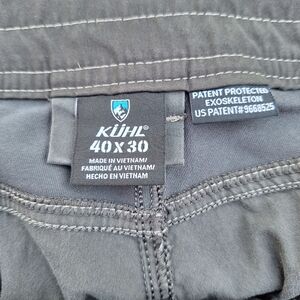 KÜHL®
40 X 30
MADE IN VIETNAM/
FABRIQUÉ AU VIETNAM/
HECHO EN VIETNAM
PATENT PROTECTED
EXOSKELETON
US PATENT#9668525